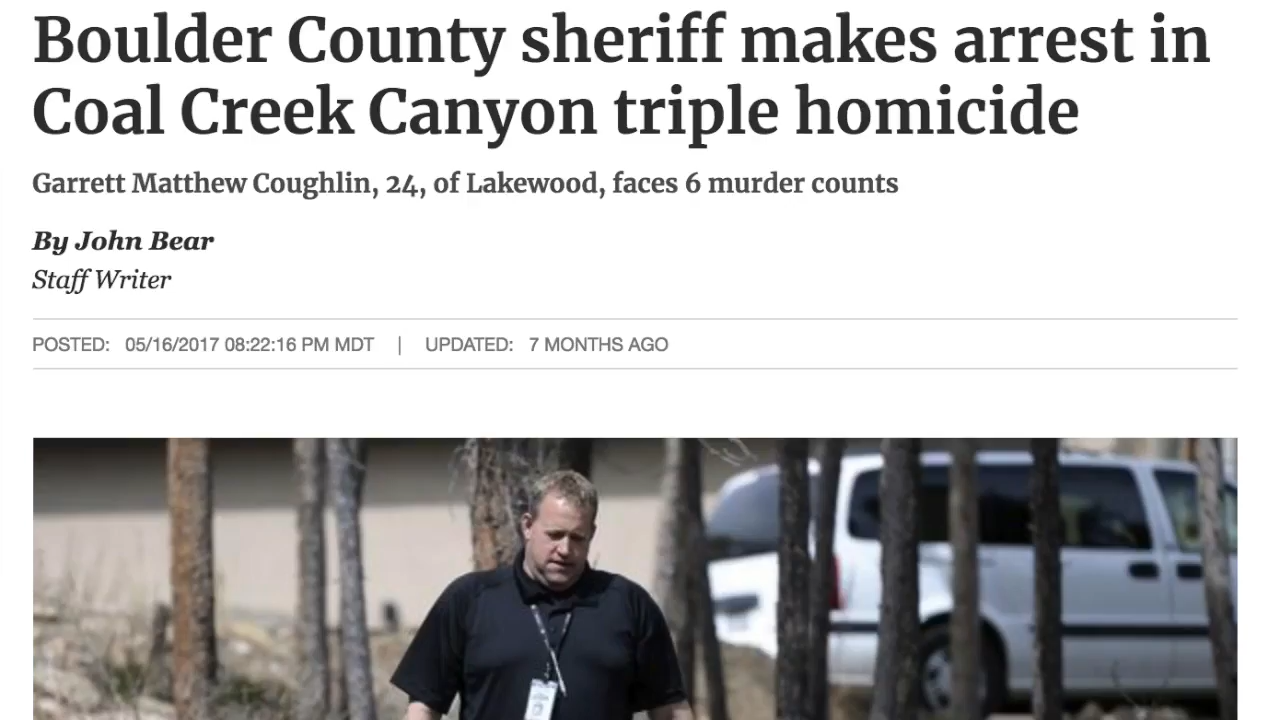 Boulder County sheriff makes arrest in
Coal Creek Canyon triple homicide
Garrett Matthew Coughlin, 24, of Lakewood, faces 6 murder counts
By John Bear
Staff Writer
POSTED: 05/16/2017 08:22:16 PM MDT | UPDATED: 7 MONTHS AGO